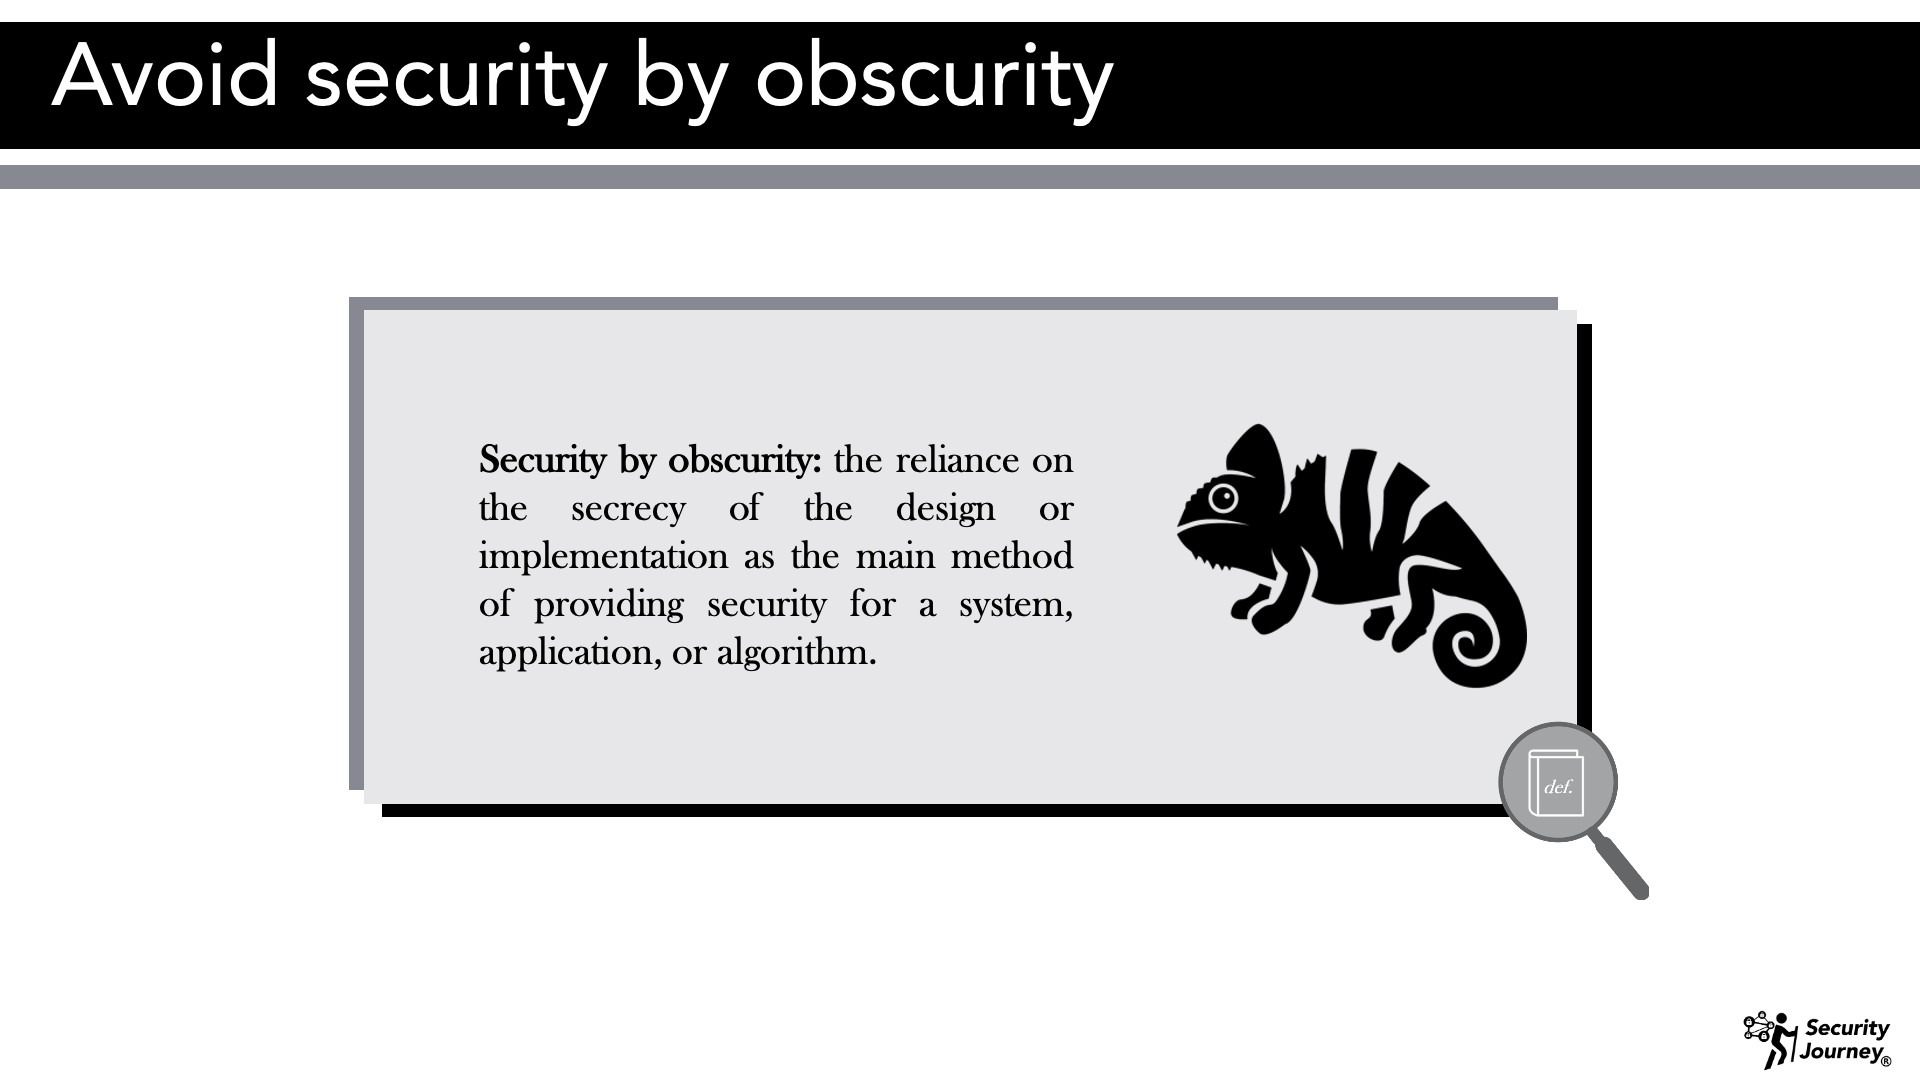 Avoid security by obscurity
Security by obscurity: the reliance on
the secrecy of the design or
implementation as the main method
of providing security for a system,
application, or algorithm.
def.
Security
Journey®